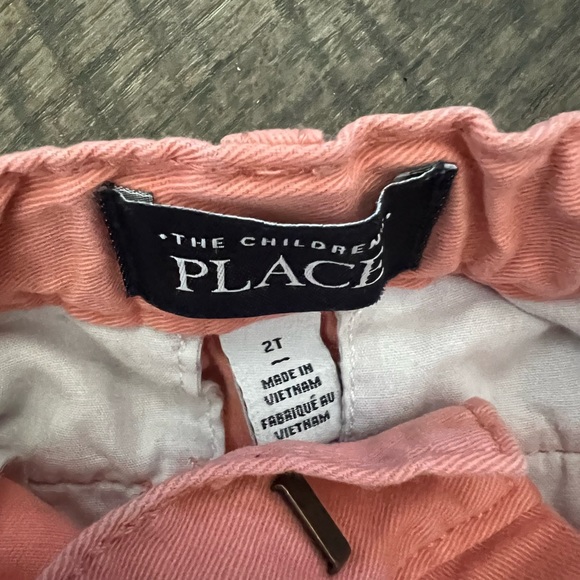 THE CHILDREN'
PLACE
2T
MADE IN
VIETNAM
FABRIQUÉ AU
VIETNAM